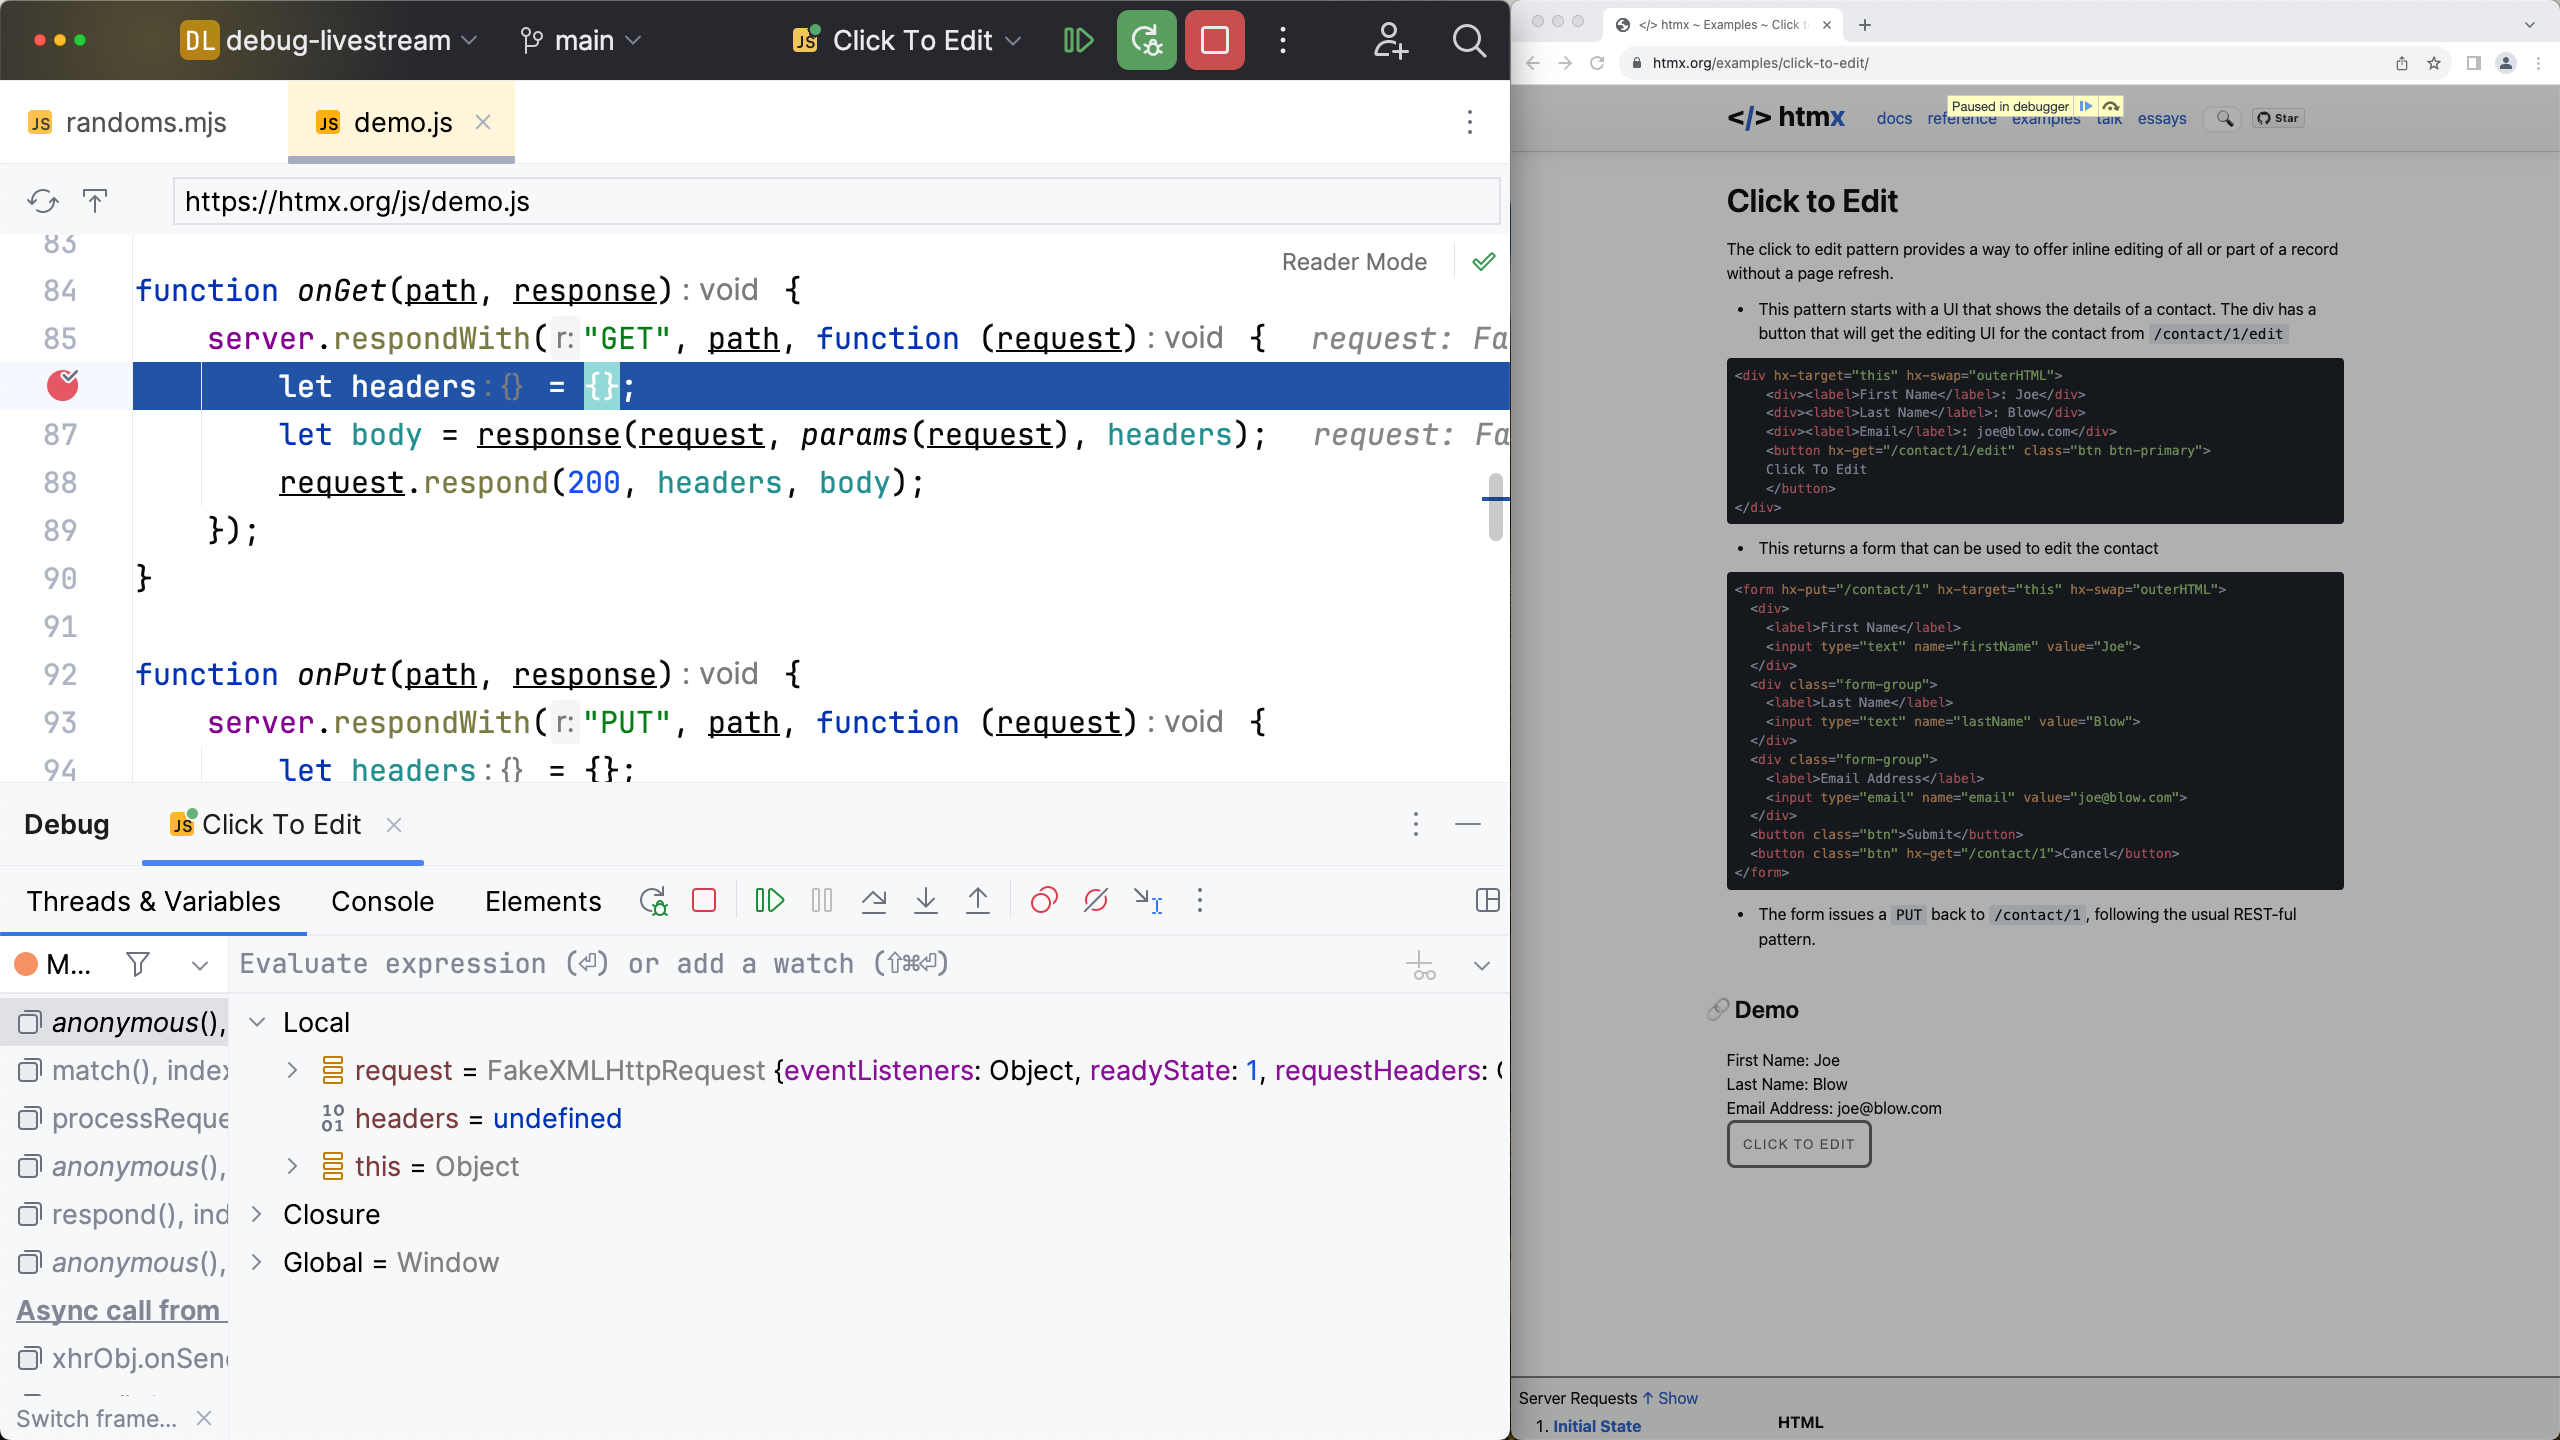 DL debug-livestream main JS Click To Edit
JS randoms.mjs JS demo.js
https://htmx.org/js/demo.js
83
Reader Mode
84 function onGet(path, response) : void {
85 server.respondWith( r: "GET", path, function (request) : void { request: Fa
let headers : {} = {};
87 let body = response(request, params(request), headers); request: Fa
88 request.respond(200, headers, body);
89 });
90 }
91
92 function onPut(path, response) : void {
93 server.respondWith( r: "PUT", path, function (request) : void {
94 let headers : {} = {};
Debug JS Click To Edit
Threads & Variables Console Elements
M... Evaluate expression (⏎) or add a watch (⇧⌘⏎)
anonymous(),
match(), index
processReque
anonymous(),
respond(), ind
anonymous(),
Async call from
xhrObj.onSen
Switch frame...
Local
request = FakeXMLHttpRequest {eventListeners: Object, readyState: 1, requestHeaders:
10
01 headers = undefined
this = Object
Closure
Global = Window
</> htmx ~ Examples ~ Click t
htmx.org/examples/click-to-edit/
Paused in debugger
</> htmx docs reference examples talk essays Star
Click to Edit
The click to edit pattern provides a way to offer inline editing of all or part of a record
without a page refresh.
• This pattern starts with a UI that shows the details of a contact. The div has a
button that will get the editing UI for the contact from /contact/1/edit
<div hx-target="this" hx-swap="outerHTML">
<div><label>First Name</label>: Joe</div>
<div><label>Last Name</label>: Blow</div>
<div><label>Email</label>: joe@blow.com</div>
<button hx-get="/contact/1/edit" class="btn btn-primary">
Click To Edit
</button>
</div>
• This returns a form that can be used to edit the contact
<form hx-put="/contact/1" hx-target="this" hx-swap="outerHTML">
<div>
<label>First Name</label>
<input type="text" name="firstName" value="Joe">
</div>
<div class="form-group">
<label>Last Name</label>
<input type="text" name="lastName" value="Blow">
</div>
<div class="form-group">
<label>Email Address</label>
<input type="email" name="email" value="joe@blow.com">
</div>
<button class="btn">Submit</button>
<button class="btn" hx-get="/contact/1">Cancel</button>
</form>
• The form issues a PUT back to /contact/1, following the usual REST-ful
pattern.
Demo
First Name: Joe
Last Name: Blow
Email Address: joe@blow.com
CLICK TO EDIT
Server Requests ↑ Show
1. Initial State
HTML